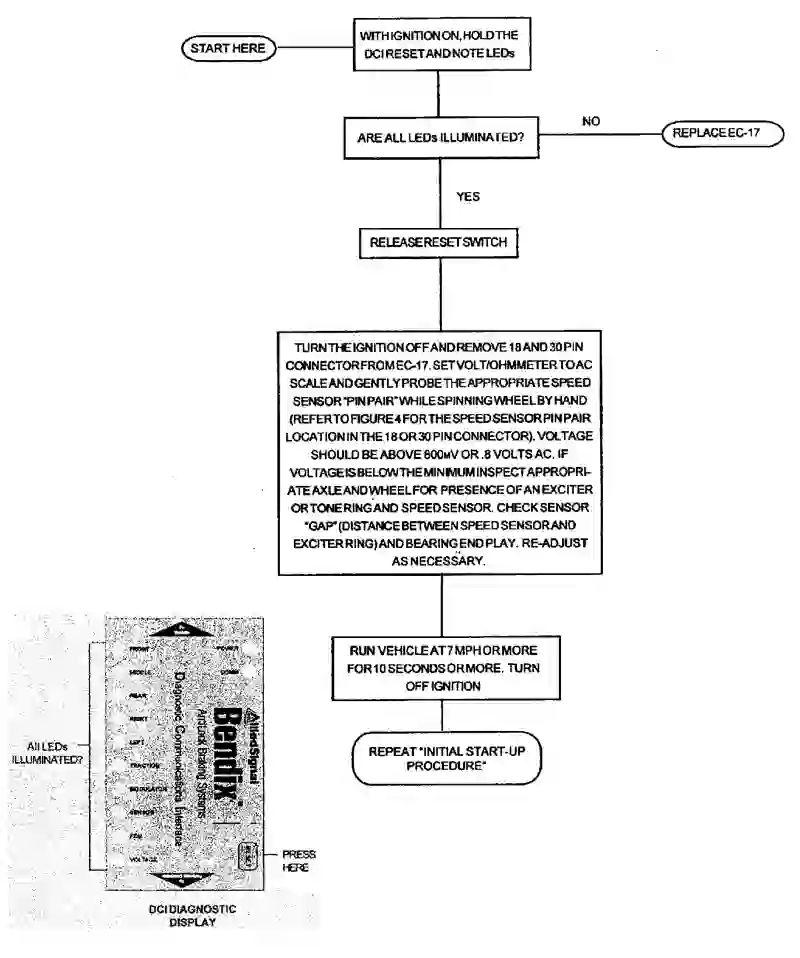 START HERE
WITH IGNITION ON, HOLD THE
DCI RESET AND NOTE LEDs
ARE ALL LEDs ILLUMINATED?
NO
REPLACE EC-17
YES
RELEASE RESET SWITCH
TURN THE IGNITION OFF AND REMOVE 18 AND 30 PIN
CONNECTOR FROM EC-17. SET VOLT/OHMMETER TO AC
SCALE AND GENTLY PROBE THE APPROPRIATE SPEED
SENSOR "PIN PAIR" WHILE SPINNING WHEEL BY HAND
(REFER TO FIGURE 4 FOR THE SPEED SENSOR PIN PAIR
LOCATION IN THE 18 OR 30 PIN CONNECTOR). VOLTAGE
SHOULD BE ABOVE 800MV OR .8 VOLTS AC. IF
VOLTAGE IS BELOW THE MINIMUM INSPECT APPROPRI-
ATE AXLE AND WHEEL FOR PRESENCE OF AN EXCITER
OR TONE RING AND SPEED SENSOR. CHECK SENSOR
"GAP" (DISTANCE BETWEEN SPEED SENSOR AND
EXCITER RING) AND BEARING END PLAY. RE-ADJUST
AS NECESSARY.
RUN VEHICLE AT 7 MPH OR MORE
FOR 10 SECONDS OR MORE. TURN
OFF IGNITION
REPEAT "INITIAL START-UP
PROCEDURE"
All LEDs
ILLUMINATED?
FRONT
MIDDLE
REAR
RIGHT
LEFT
TRACTION
MODULATOR
SENSOR
ECU
VOLTAGE
POWER
COMM
AlliedSignal
Bendix™
Antilock Braking Systems
Diagnostic Communications Interface
RESET
PRESS
HERE
DCI DIAGNOSTIC
DISPLAY